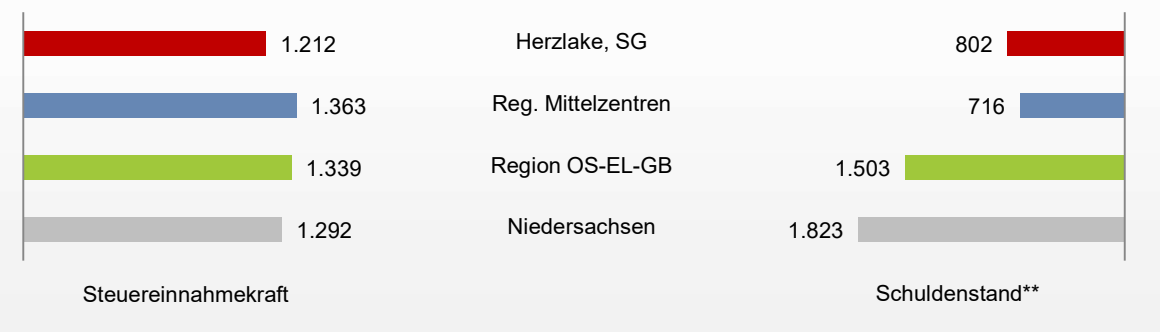 1.212 Herzlake, SG 802
1.363 Reg. Mittelzentren 716
1.339 Region OS-EL-GB 1.503
1.292 Niedersachsen 1.823
Steuereinnahmekraft Schuldenstand**